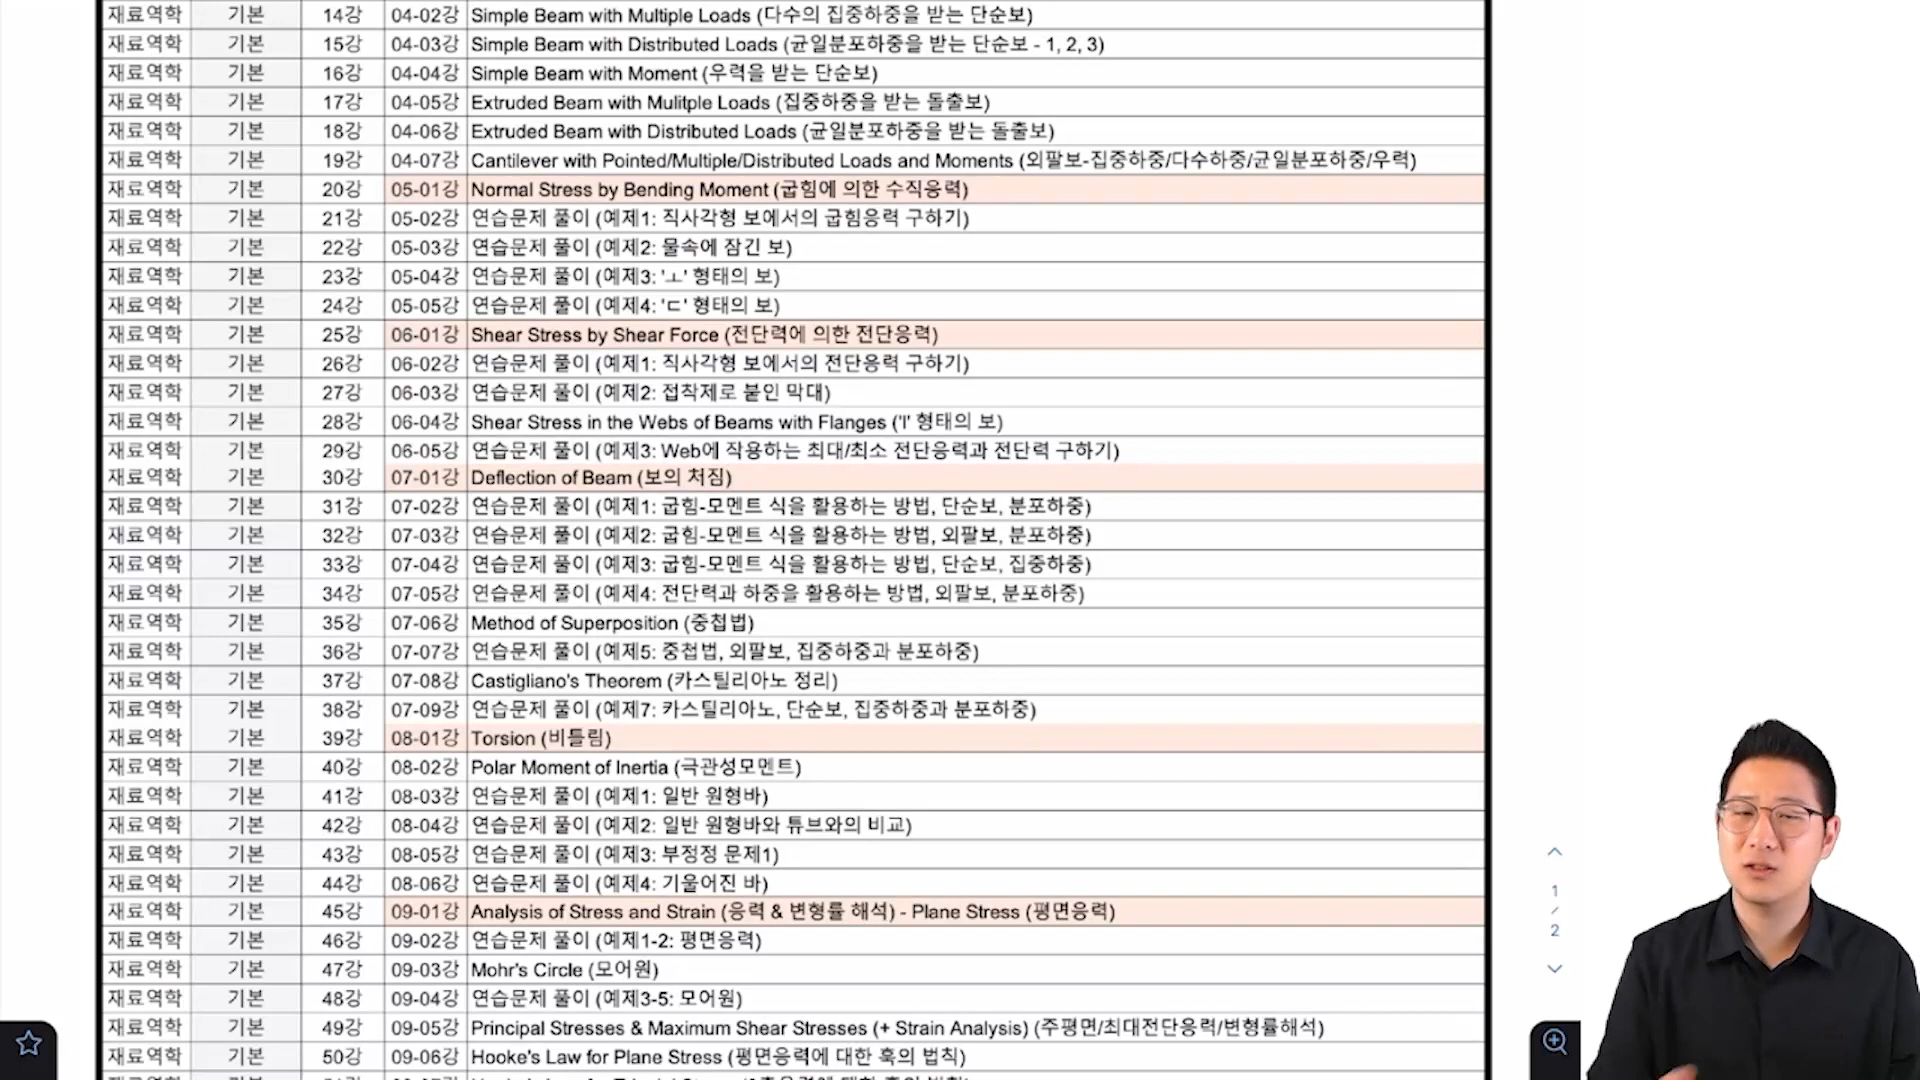 재료역학 기본 14강 04-02강 Simple Beam with Multiple Loads (다수의 집중하중을 받는 단순보)
재료역학 기본 15강 04-03강 Simple Beam with Distributed Loads (균일분포하중을 받는 단순보 - 1, 2, 3)
재료역학 기본 16강 04-04강 Simple Beam with Moment (우력을 받는 단순보)
재료역학 기본 17강 04-05강 Extruded Beam with Mulitple Loads (집중하중을 받는 돌출보)
재료역학 기본 18강 04-06강 Extruded Beam with Distributed Loads (균일분포하중을 받는 돌출보)
재료역학 기본 19강 04-07강 Cantilever with Pointed/Multiple/Distributed Loads and Moments (외팔보-집중하중/다수하중/균일분포하중/우력)
재료역학 기본 20강 05-01강 Normal Stress by Bending Moment (굽힘에 의한 수직응력)
재료역학 기본 21강 05-02강 연습문제 풀이 (예제1: 직사각형 보에서의 굽힘응력 구하기)
재료역학 기본 22강 05-03강 연습문제 풀이 (예제2: 물속에 잠긴 보)
재료역학 기본 23강 05-04강 연습문제 풀이 (예제3: 'ㅗ' 형태의 보)
재료역학 기본 24강 05-05강 연습문제 풀이 (예제4: 'ㄷ' 형태의 보)
재료역학 기본 25강 06-01강 Shear Stress by Shear Force (전단력에 의한 전단응력)
재료역학 기본 26강 06-02강 연습문제 풀이 (예제1: 직사각형 보에서의 전단응력 구하기)
재료역학 기본 27강 06-03강 연습문제 풀이 (예제2: 접착제로 붙인 막대)
재료역학 기본 28강 06-04강 Shear Stress in the Webs of Beams with Flanges ('I' 형태의 보)
재료역학 기본 29강 06-05강 연습문제 풀이 (예제3: Web에 작용하는 최대/최소 전단응력과 전단력 구하기)
재료역학 기본 30강 07-01강 Deflection of Beam (보의 처짐)
재료역학 기본 31강 07-02강 연습문제 풀이 (예제1: 굽힘-모멘트 식을 활용하는 방법, 단순보, 분포하중)
재료역학 기본 32강 07-03강 연습문제 풀이 (예제2: 굽힘-모멘트 식을 활용하는 방법, 외팔보, 분포하중)
재료역학 기본 33강 07-04강 연습문제 풀이 (예제3: 굽힘-모멘트 식을 활용하는 방법, 단순보, 집중하중)
재료역학 기본 34강 07-05강 연습문제 풀이 (예제4: 전단력과 하중을 활용하는 방법, 외팔보, 분포하중)
재료역학 기본 35강 07-06강 Method of Superposition (중첩법)
재료역학 기본 36강 07-07강 연습문제 풀이 (예제5: 중첩법, 외팔보, 집중하중과 분포하중)
재료역학 기본 37강 07-08강 Castigliano's Theorem (카스틸리아노 정리)
재료역학 기본 38강 07-09강 연습문제 풀이 (예제7: 카스틸리아노, 단순보, 집중하중과 분포하중)
재료역학 기본 39강 08-01강 Torsion (비틀림)
재료역학 기본 40강 08-02강 Polar Moment of Inertia (극관성모멘트)
재료역학 기본 41강 08-03강 연습문제 풀이 (예제1: 일반 원형바)
재료역학 기본 42강 08-04강 연습문제 풀이 (예제2: 일반 원형바와 튜브와의 비교)
재료역학 기본 43강 08-05강 연습문제 풀이 (예제3: 부정정 문제1)
재료역학 기본 44강 08-06강 연습문제 풀이 (예제4: 기울어진 바)
재료역학 기본 45강 09-01강 Analysis of Stress and Strain (응력 & 변형률 해석) - Plane Stress (평면응력)
재료역학 기본 46강 09-02강 연습문제 풀이 (예제1-2: 평면응력)
재료역학 기본 47강 09-03강 Mohr's Circle (모어원)
재료역학 기본 48강 09-04강 연습문제 풀이 (예제3-5: 모어원)
재료역학 기본 49강 09-05강 Principal Stresses & Maximum Shear Stresses (+ Strain Analysis) (주평면/최대전단응력/변형률해석)
재료역학 기본 50강 09-06강 Hooke's Law for Plane Stress (평면응력에 대한 훅의 법칙)
1
/
2